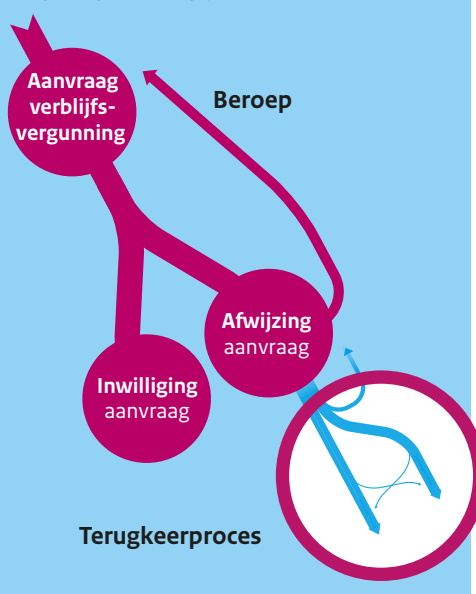 Aanvraag
verblijfs-
vergunning
Beroep
Afwijzing
aanvraag
Inwilliging
aanvraag
Terugkeerproces